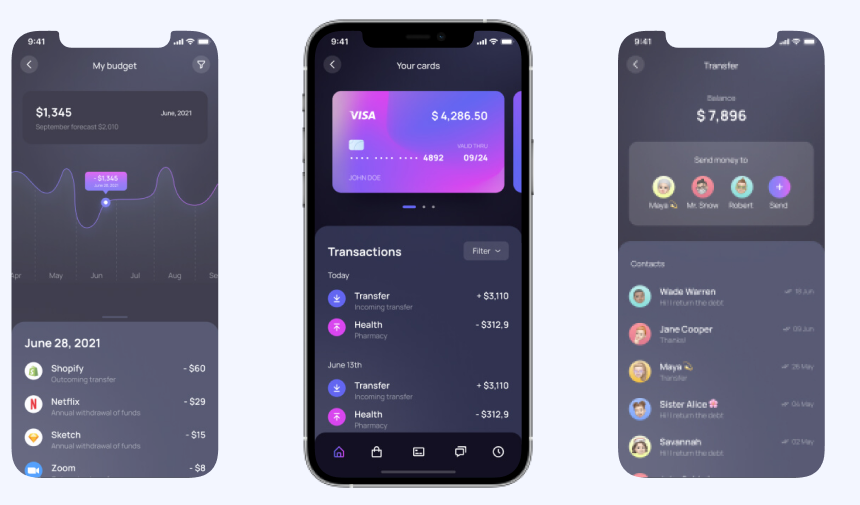 9:41
My budget
$1,345
June, 2021
September forecast $2,010
- $1,345
June 28, 2021
Apr May Jun Jul Aug Se
June 28, 2021
Shopify
- $60
Outcoming transfer
Netflix
- $29
Annual withdrawal of funds
Sketch
- $15
Annual withdrawal of funds
Zoom
- $8
9:41
Your cards
VISA
$ 4,286.50
VALID THRU
4892 09/24
JOHN DOE
Transactions
Filter
Today
Transfer
+ $3,110
Incoming transfer
Health
- $312,9
Pharmacy
June 13th
Transfer
+ $3,110
Incoming transfer
Health
- $312,9
Pharmacy
9:41
Transfer
Balance
$ 7,896
Send money to
Maya 💫 Mr. Snow Robert Send
Contacts
Wade Warren
19 Jun
Hi! I return the debt
Jane Cooper
09 Jun
Thanks!
Maya 💫
25 May
Transfer
Sister Alice 🌸
04 May
Hi! I return the debt
Savannah
02 May
Hi! I return the debt